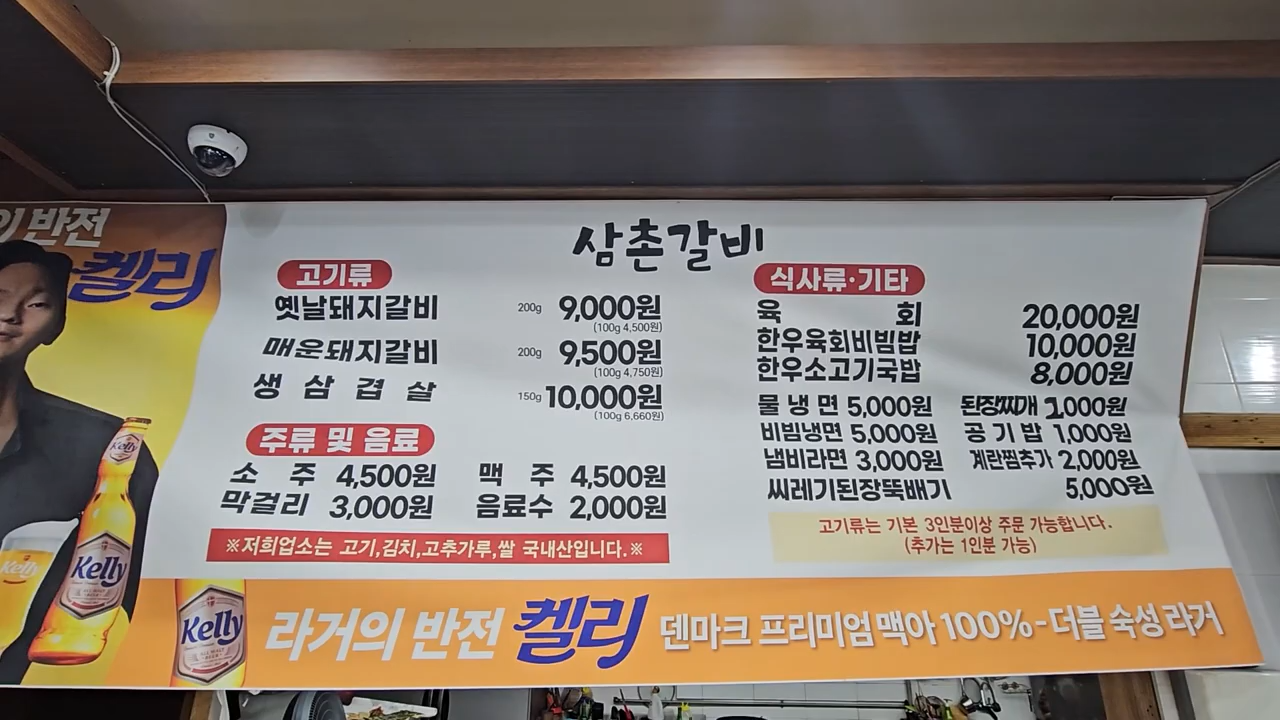 의 반전
켈리
삼촌갈비
고기류
옛날돼지갈비 200g 9,000원
(100g 4,500원)
매운돼지갈비 200g 9,500원
(100g 4,750원)
생 삼 겹 살 150g 10,000원
(100g 6,660원)
주류 및 음료
소 주 4,500원 맥 주 4,500원
막걸리 3,000원 음료수 2,000원
※저희업소는 고기,김치,고추가루,쌀 국내산입니다.※
식사류·기타
육 회 20,000원
한우육회비빔밥 10,000원
한우소고기국밥 8,000원
물 냉 면 5,000원 된장찌개 1,000원
비빔냉면 5,000원 공 기 밥 1,000원
냄비라면 3,000원 계란찜추가 2,000원
씨레기된장뚝배기 5,000원
고기류는 기본 3인분이상 주문 가능합니다.
(추가는 1인분 가능)
Kelly
Kelly
Kelly
Kelly
라거의 반전 켈리 덴마크 프리미엄 맥아 100%-더블 숙성 라거